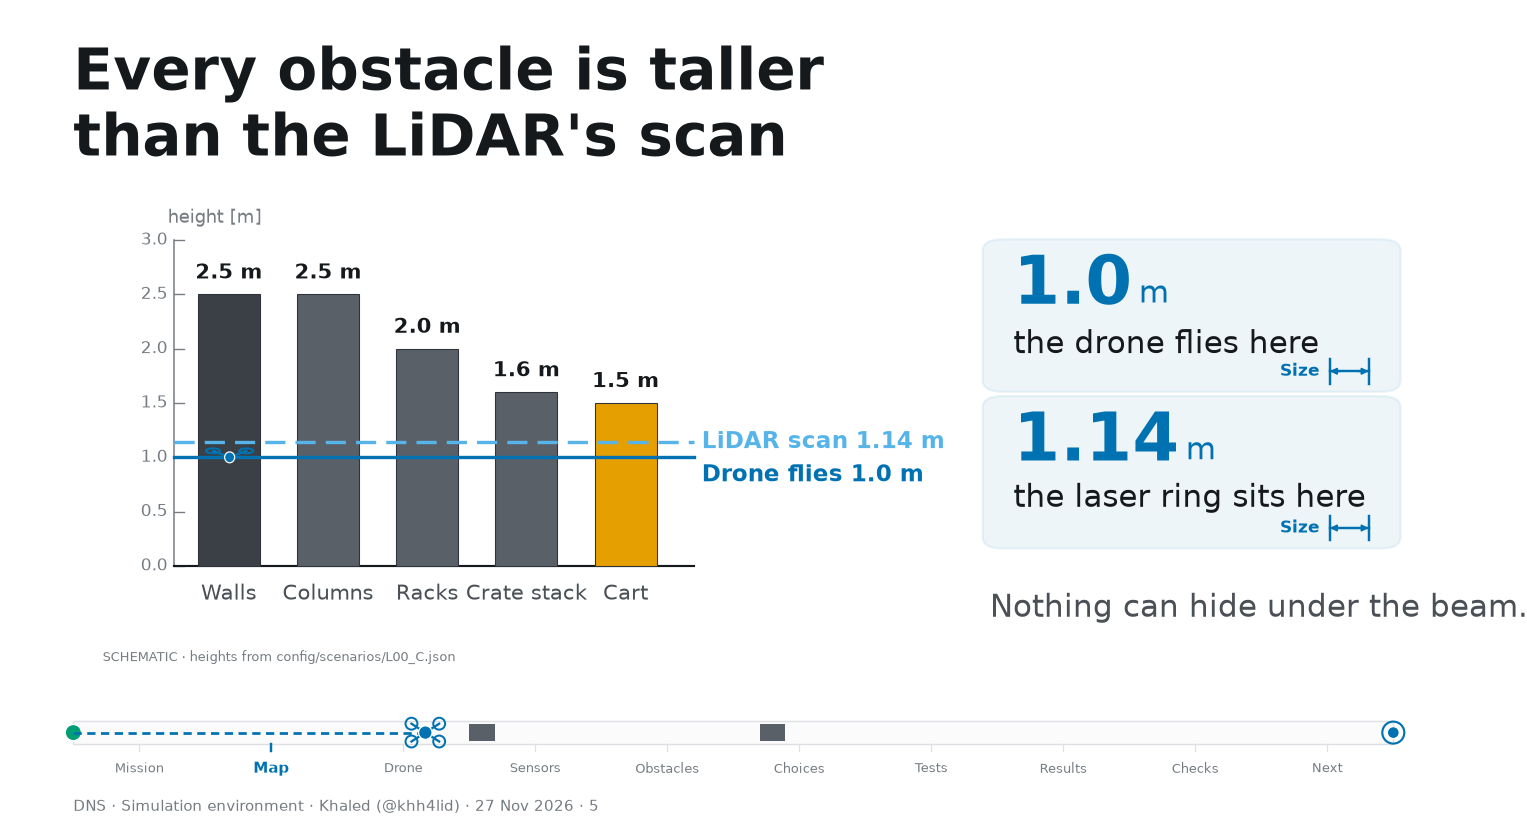 Every obstacle is taller
than the LiDAR's scan
height [m]
3.0
2.5
2.0
1.5
1.0
0.5
0.0
2.5 m
2.5 m
2.0 m
1.6 m
1.5 m
LiDAR scan 1.14 m
Drone flies 1.0 m
Walls
Columns
Racks
Crate stack
Cart
SCHEMATIC · heights from config/scenarios/L00_C.json
1.0 m
the drone flies here
Size
1.14 m
the laser ring sits here
Size
Nothing can hide under the beam.
Mission
Map
Drone
Sensors
Obstacles
Choices
Tests
Results
Checks
Next
DNS · Simulation environment · Khaled (@khh4lid) · 27 Nov 2026 · 5